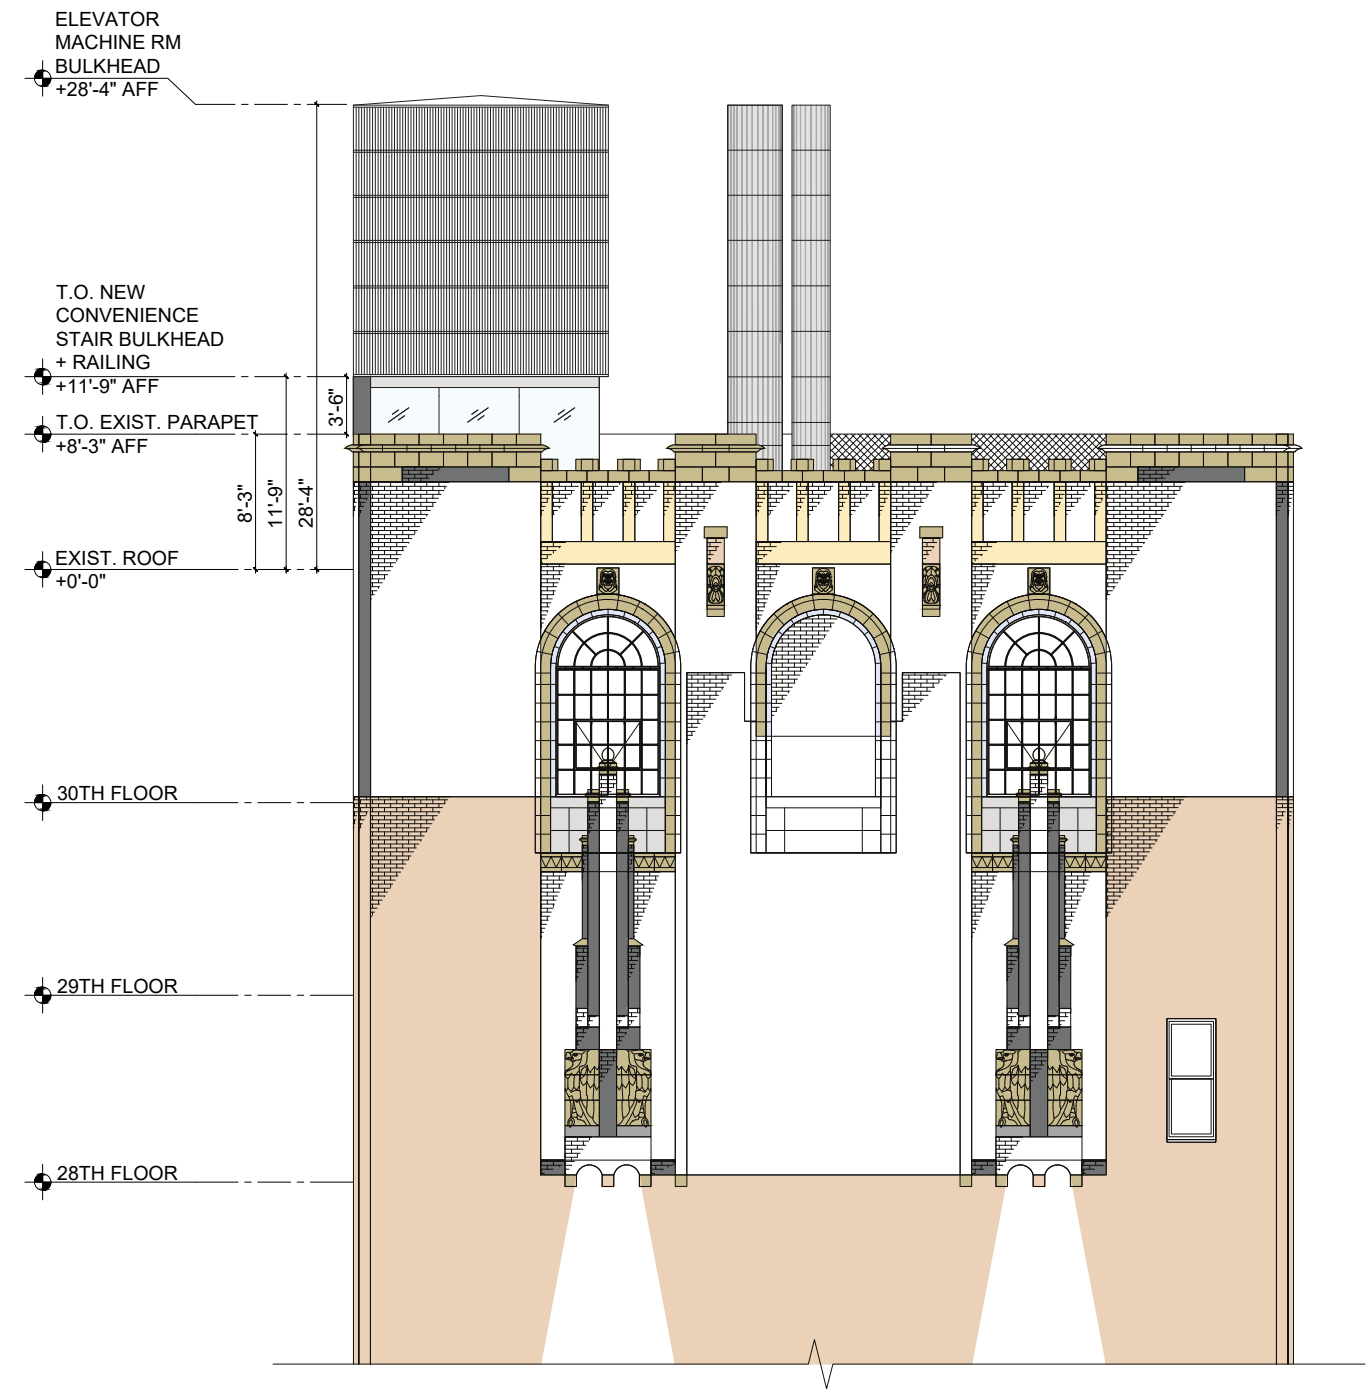 ELEVATOR
MACHINE RM
BULKHEAD
+28'-4" AFF
T.O. NEW
CONVENIENCE
STAIR BULKHEAD
+ RAILING
+11'-9" AFF
3'-6"
T.O. EXIST. PARAPET
+8'-3" AFF
8'-3"
11'-9"
28'-4"
EXIST. ROOF
+0'-0"
30TH FLOOR
29TH FLOOR
28TH FLOOR